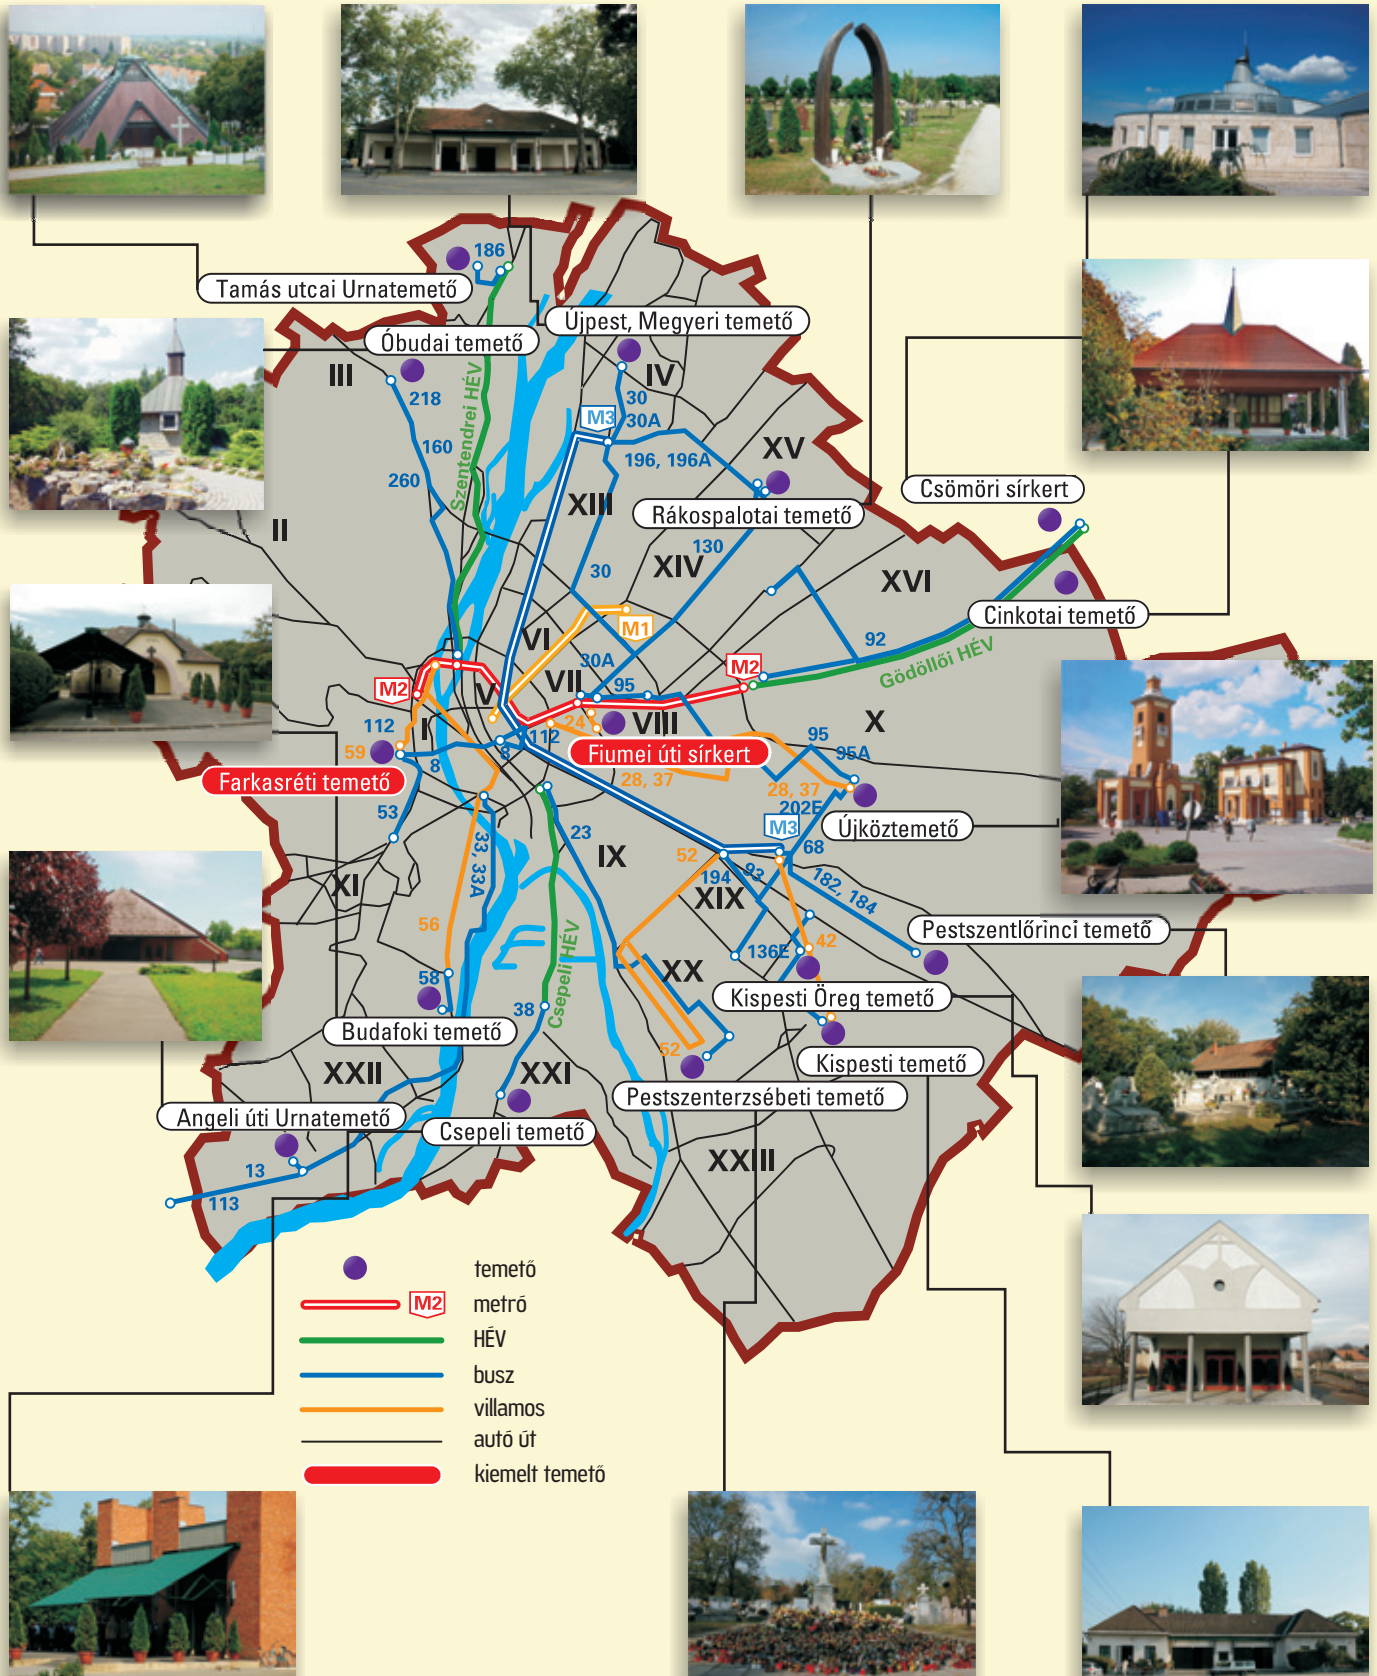 186
Tamás utcai Urnatemető
Újpest, Megyeri temető
Óbudai temető
III
IV
218
30
30A
Szentendrei HÉV
M3
160
XV
196, 196A
260
Csömöri sírkert
XIII
Rákospalotai temető
II
130
XIV
30
XVI
Cinkotai temető
M1
VI
92
30A
Gödöllői HÉV
M2
VII
95
M2
V
VIII
X
112
I
24
112
95
59
8
8
Fiumei úti sírkert
95A
Farkasréti temető
28, 37
28, 37
202E
53
23
M3
Újköztemető
33, 33A
68
IX
52
93
194
182, 184
XI
XIX
56
Pestszentlőrinci temető
42
136E
Csepeli HÉV
XX
58
Kispesti Öreg temető
38
Budafoki temető
52
Kispesti temető
XXII
XXI
Pestszenterzsébeti temető
Angeli úti Urnatemető
Csepeli temető
XXIII
13
113
temető
M2
metró
HÉV
busz
villamos
autó út
kiemelt temető